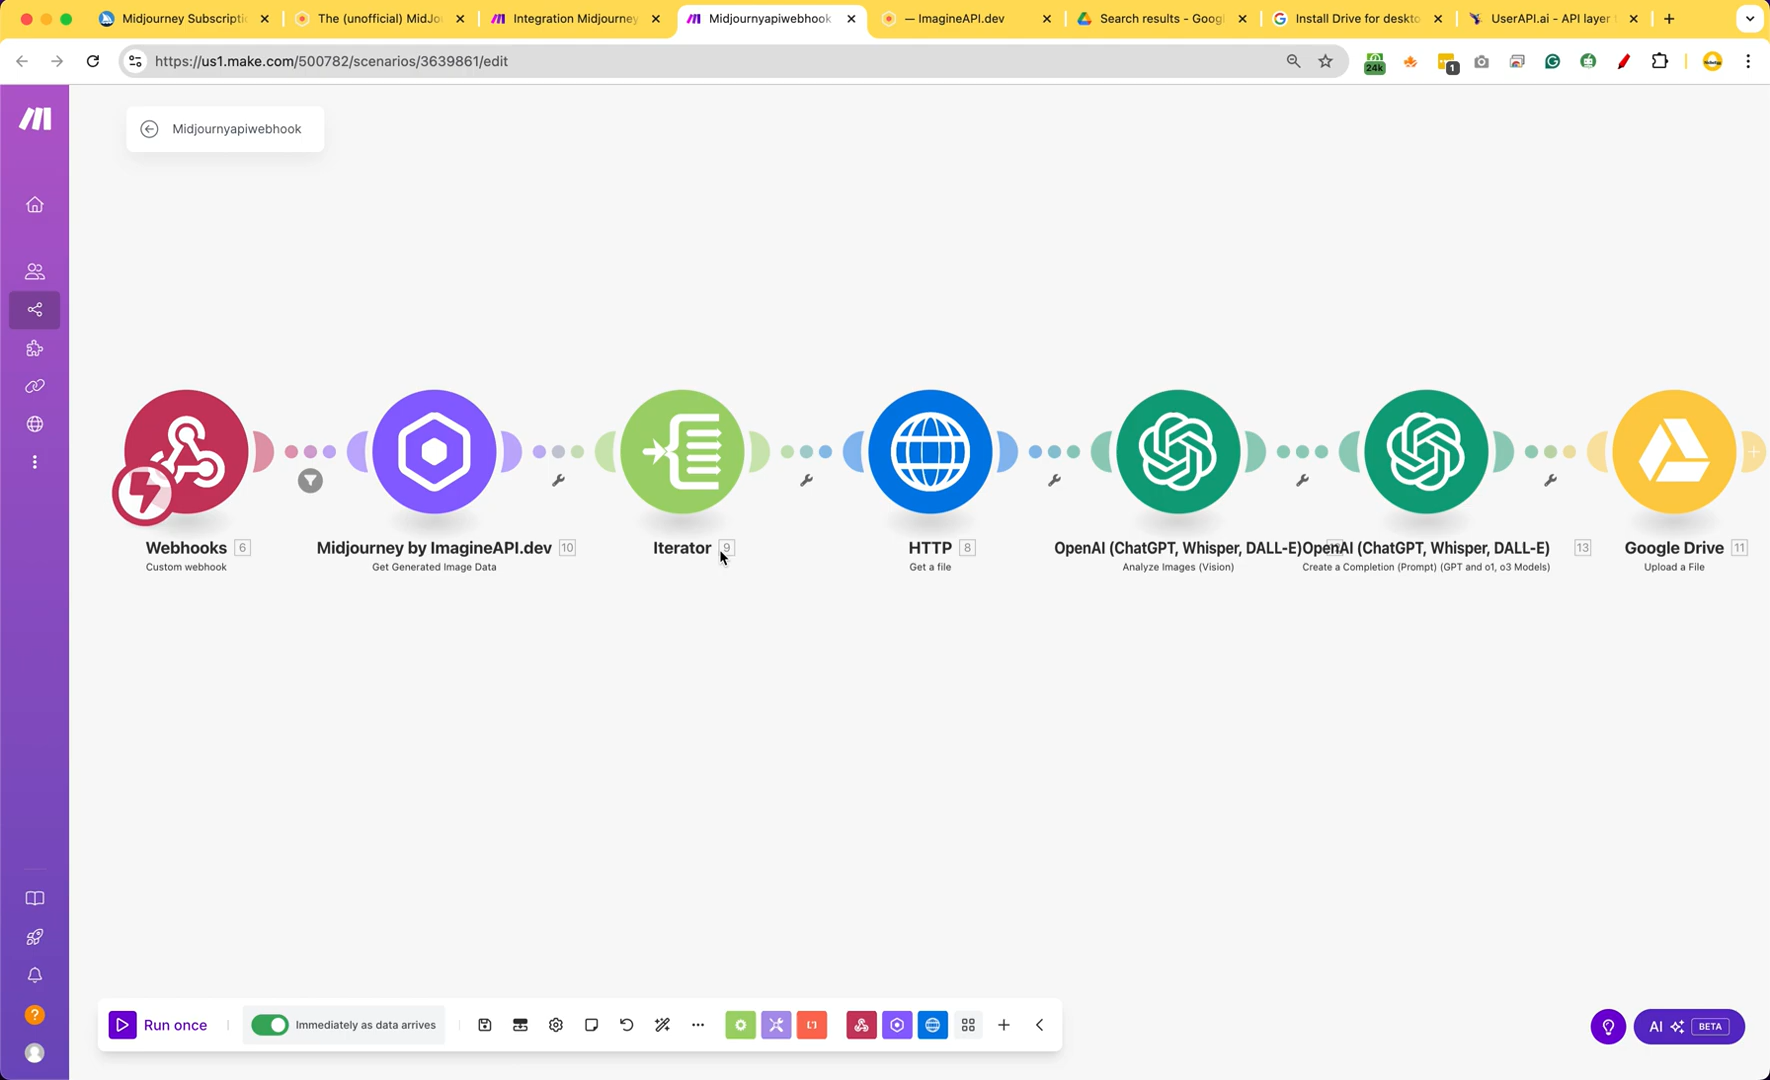 Midjourney Subscripti
The (unofficial) MidJo
Integration Midjourney
Midjournyapiwebhook
— ImagineAPI.dev
Search results - Googl
Install Drive for deskto
UserAPI.ai - API layer
https://us1.make.com/500782/scenarios/3639861/edit
24k
1
Midjournyapiwebhook
Webhooks 6
Custom webhook
Midjourney by ImagineAPI.dev 10
Get Generated Image Data
Iterator 9
HTTP 8
Get a file
OpenAI (ChatGPT, Whisper, DALL-E)
Analyze Images (Vision)
OpenAI (ChatGPT, Whisper, DALL-E) 13
Create a Completion (Prompt) (GPT and o1, o3 Models)
Google Drive 11
Upload a File
Run once
Immediately as data arrives
AI BETA